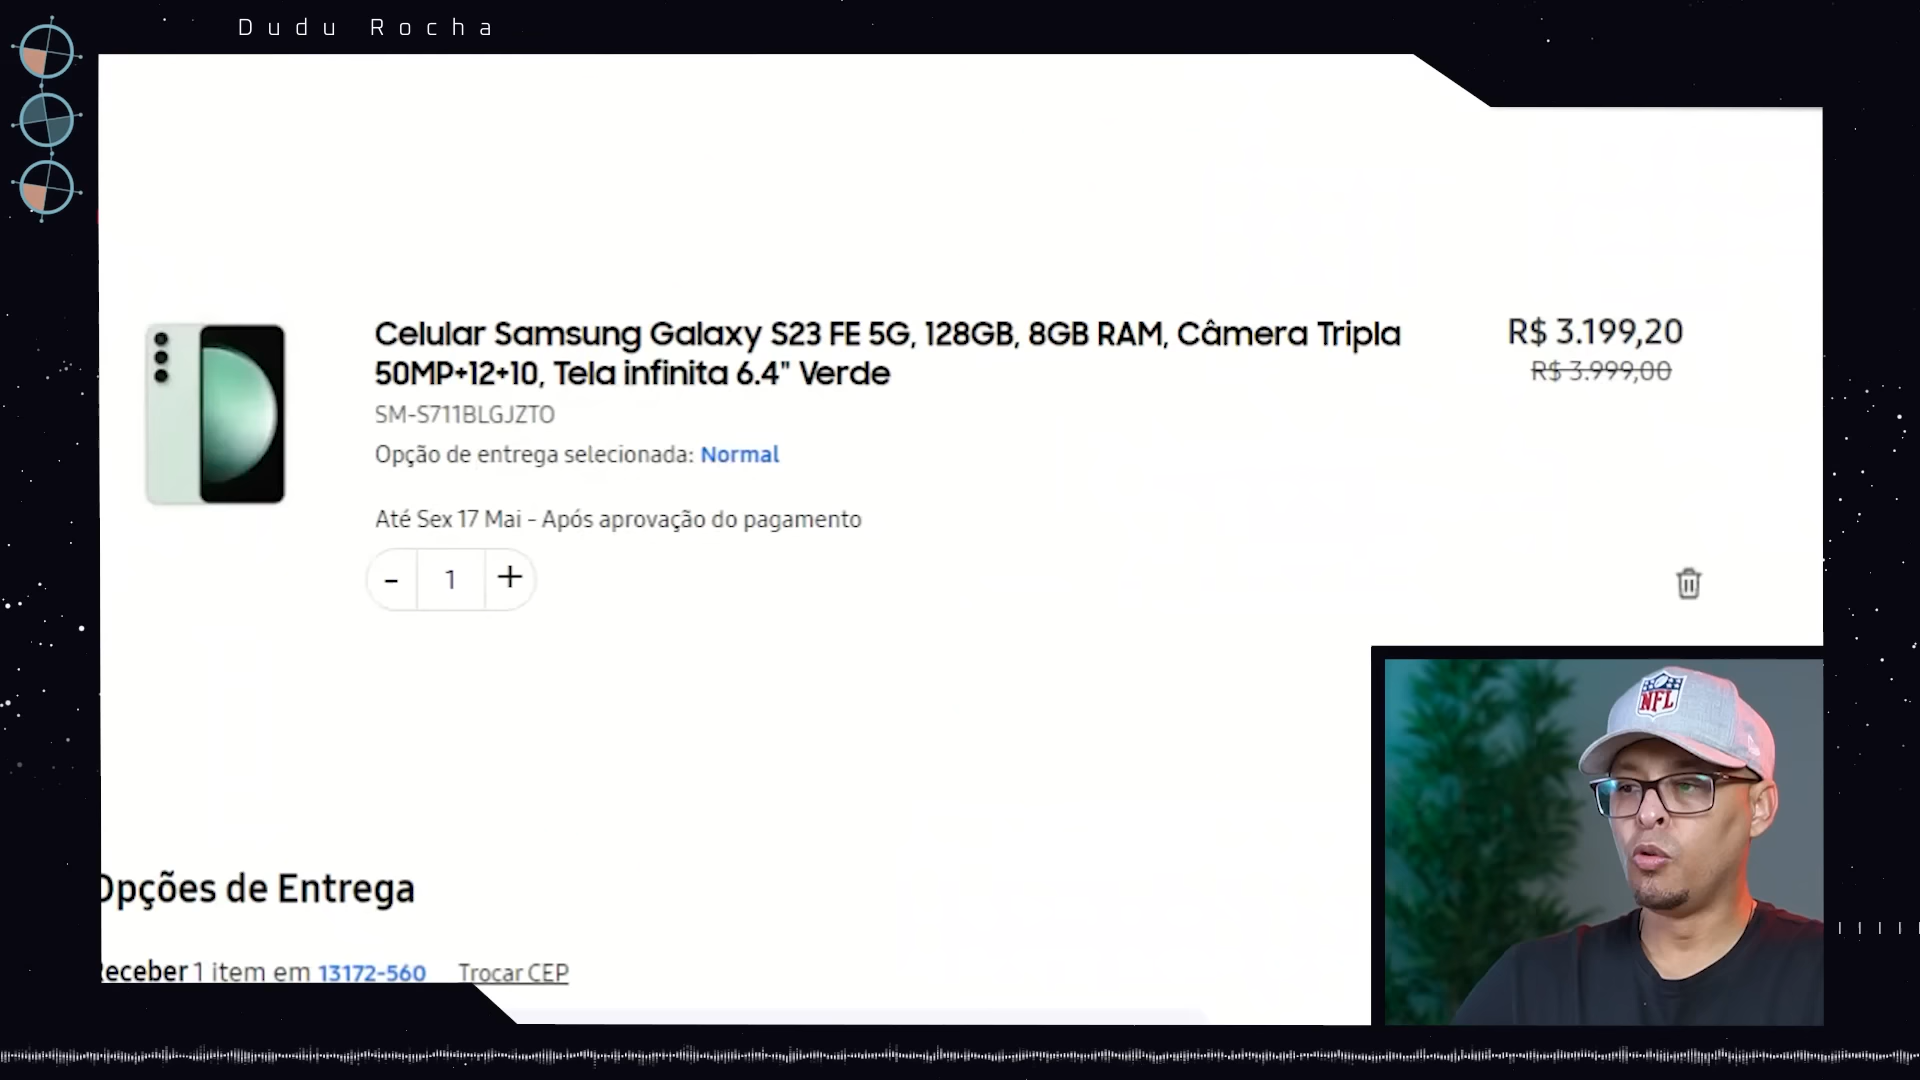 Dudu Rocha
Celular Samsung Galaxy S23 FE 5G, 128GB, 8GB RAM, Câmera Tripla
50MP+12+10, Tela infinita 6.4" Verde
R$ 3.199,20
R$ 3.999,00
SM-S711BLGJZTO
Opção de entrega selecionada: Normal
Até Sex 17 Mai - Após aprovação do pagamento
- 1 +
NFL
Opções de Entrega
Receber 1 item em 13172-560 Trocar CEP